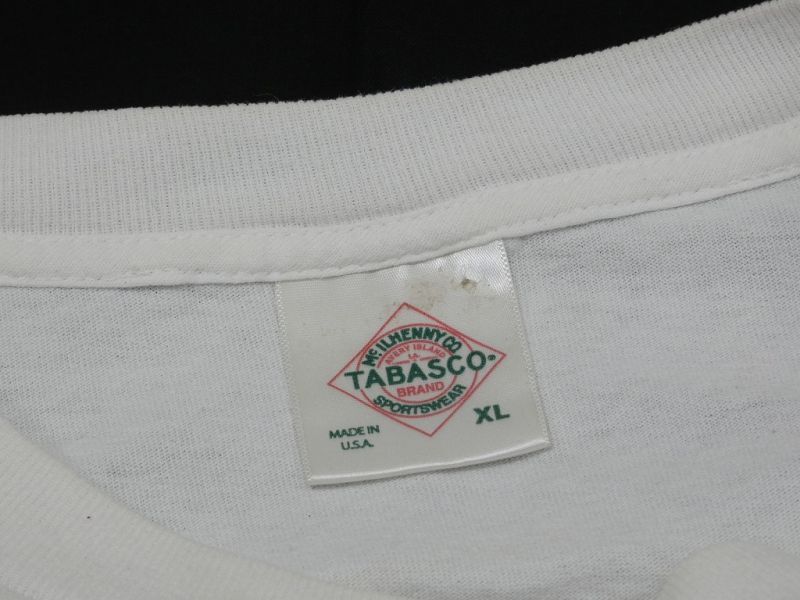 McILHENNY CO.
AVERY ISLAND
LA.
TABASCO®
BRAND
SPORTSWEAR
XL
MADE IN
U.S.A.